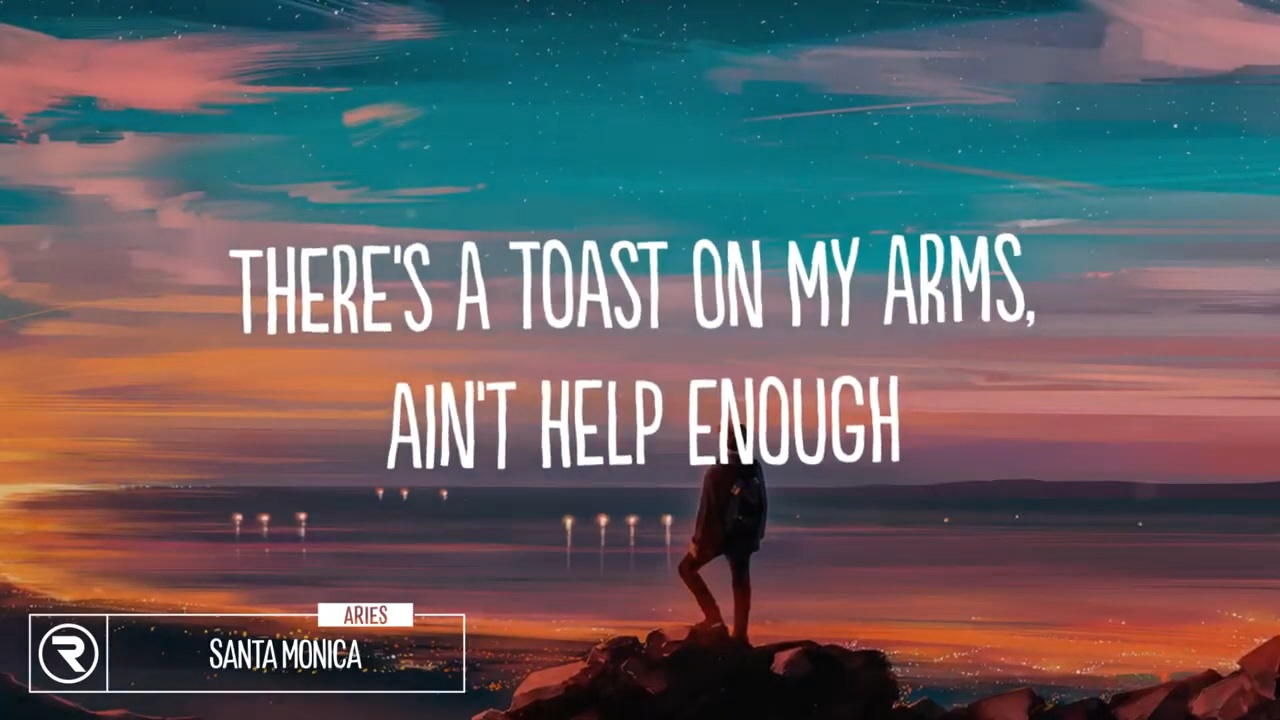 THERE'S A TOAST ON MY ARMS,
AIN'T HELP ENOUGH
ARIES
SANTA MONICA